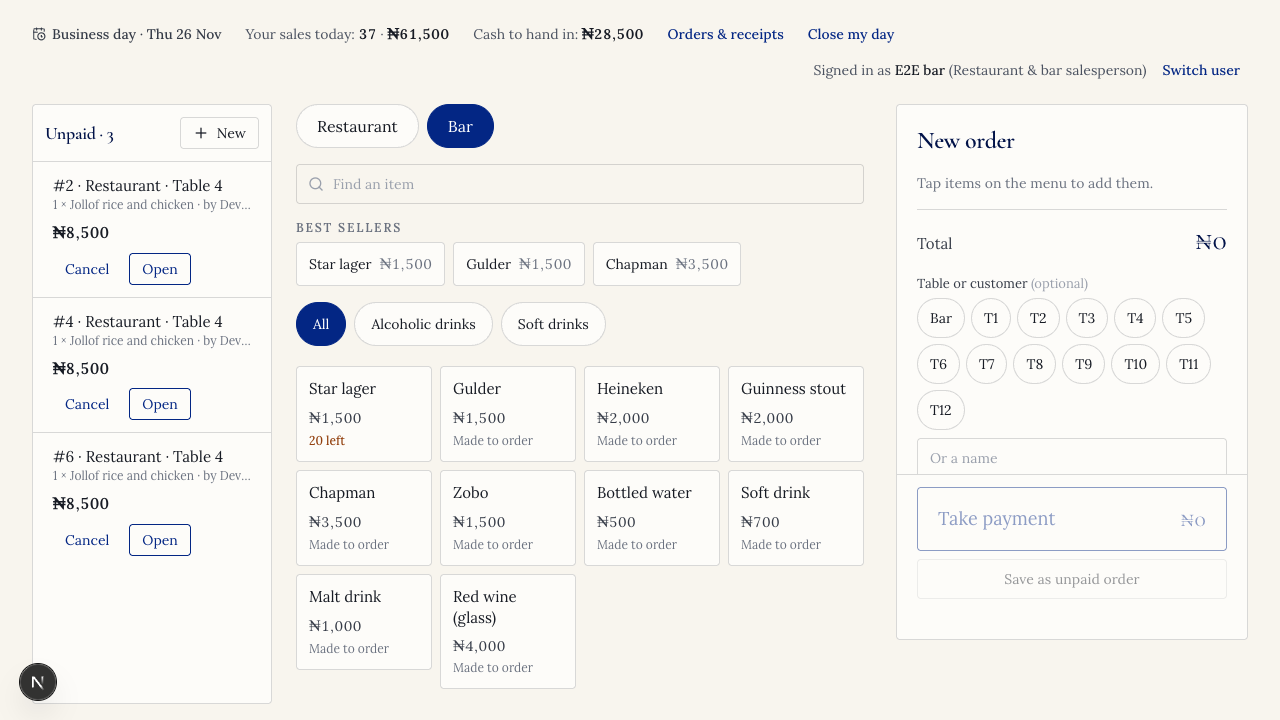 Business day · Thu 26 Nov
Your sales today: 37 · ₦61,500
Cash to hand in: ₦28,500
Orders & receipts
Close my day
Signed in as E2E bar (Restaurant & bar salesperson)
Switch user
Unpaid · 3
New
#2 · Restaurant · Table 4
1 × Jollof rice and chicken · by Dev...
₦8,500
Cancel
Open
#4 · Restaurant · Table 4
1 × Jollof rice and chicken · by Dev...
₦8,500
Cancel
Open
#6 · Restaurant · Table 4
1 × Jollof rice and chicken · by Dev...
₦8,500
Cancel
Open
N
Restaurant
Bar
Find an item
BEST SELLERS
Star lager ₦1,500
Gulder ₦1,500
Chapman ₦3,500
All
Alcoholic drinks
Soft drinks
Star lager
₦1,500
20 left
Gulder
₦1,500
Made to order
Heineken
₦2,000
Made to order
Guinness stout
₦2,000
Made to order
Chapman
₦3,500
Made to order
Zobo
₦1,500
Made to order
Bottled water
₦500
Made to order
Soft drink
₦700
Made to order
Malt drink
₦1,000
Made to order
Red wine
(glass)
₦4,000
Made to order
New order
Tap items on the menu to add them.
Total
₦0
Table or customer (optional)
Bar
T1
T2
T3
T4
T5
T6
T7
T8
T9
T10
T11
T12
Or a name
Take payment
₦0
Save as unpaid order